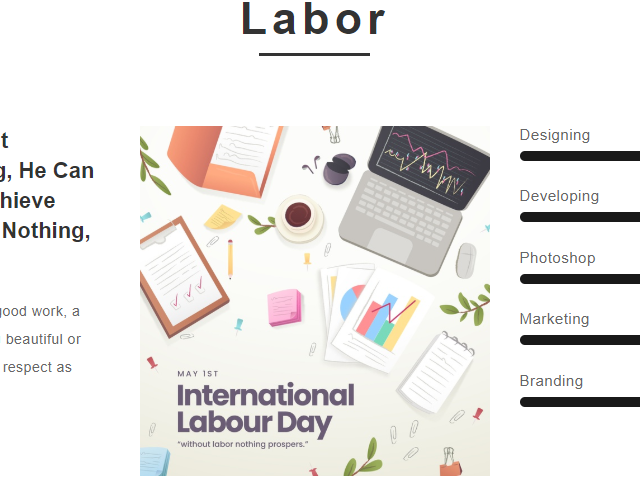 Labor
t
g, He Can
hieve
Nothing,
good work, a
beautiful or
respect as
MAY 1ST
International
Labour Day
"without labor nothing prospers."
Designing
Developing
Photoshop
Marketing
Branding